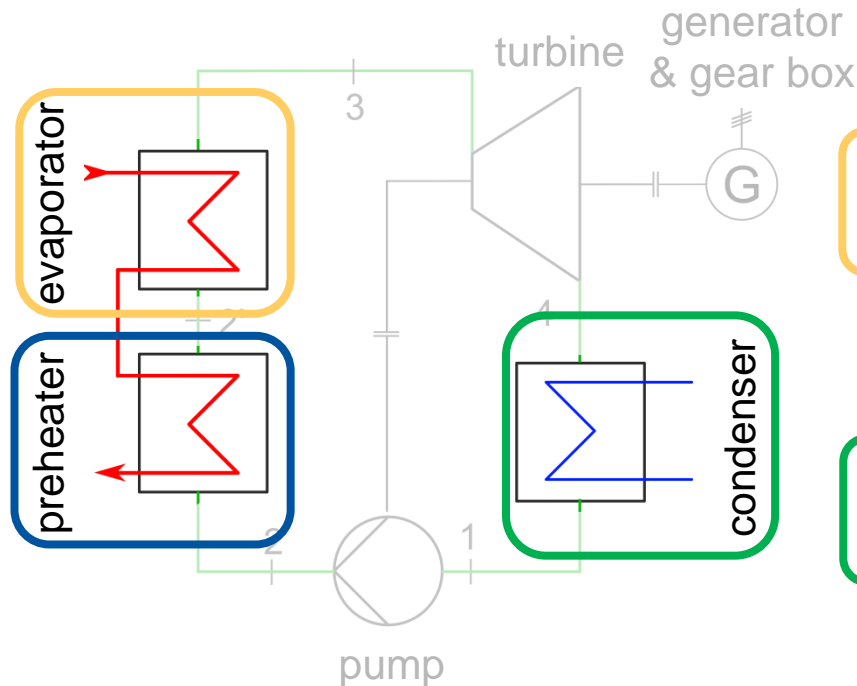 generator
& gear box
turbine
3
evaporator
G
2'
4
preheater
condenser
2
1
pump